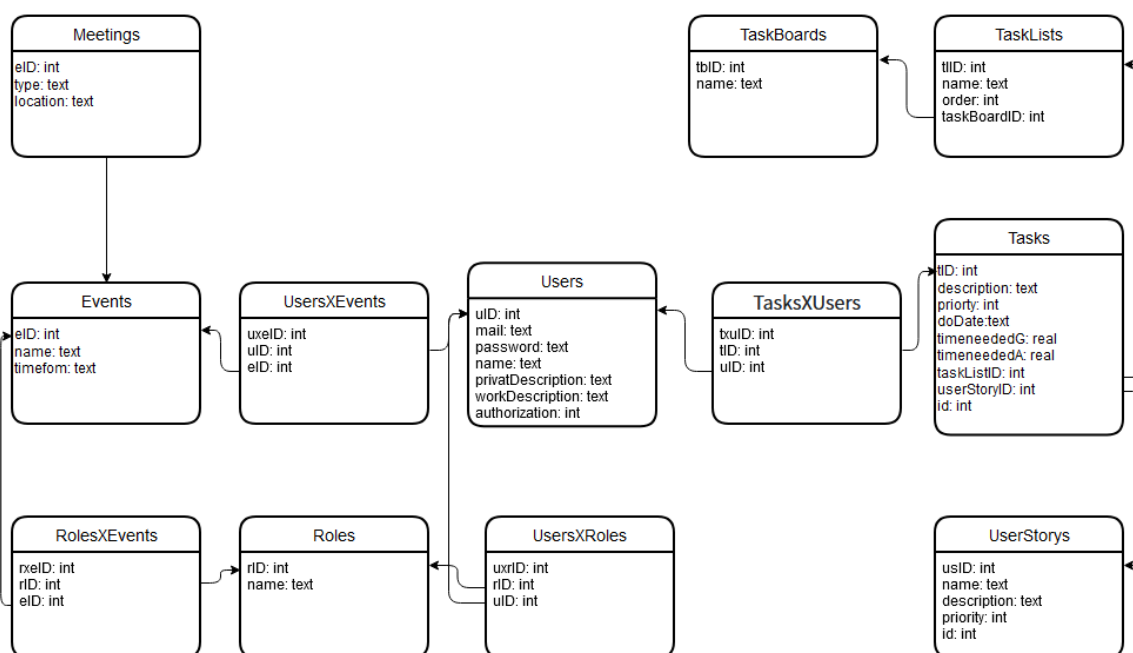 Meetings
eID: int
type: text
location: text
TaskBoards
tbID: int
name: text
TaskLists
tlID: int
name: text
order: int
taskBoardID: int
Events
eID: int
name: text
timefom: text
UsersXEvents
uxeID: int
uID: int
eID: int
Users
uID: int
mail: text
password: text
name: text
privatDescription: text
workDescription: text
authorization: int
TasksXUsers
txuID: int
tID: int
uID: int
Tasks
tID: int
description: text
priorty: int
doDate:text
timeneededG: real
timeneededA: real
taskListID: int
userStoryID: int
id: int
RolesXEvents
rxeID: int
rID: int
eID: int
Roles
rID: int
name: text
UsersXRoles
uxrID: int
rID: int
uID: int
UserStorys
usID: int
name: text
description: text
priority: int
id: int